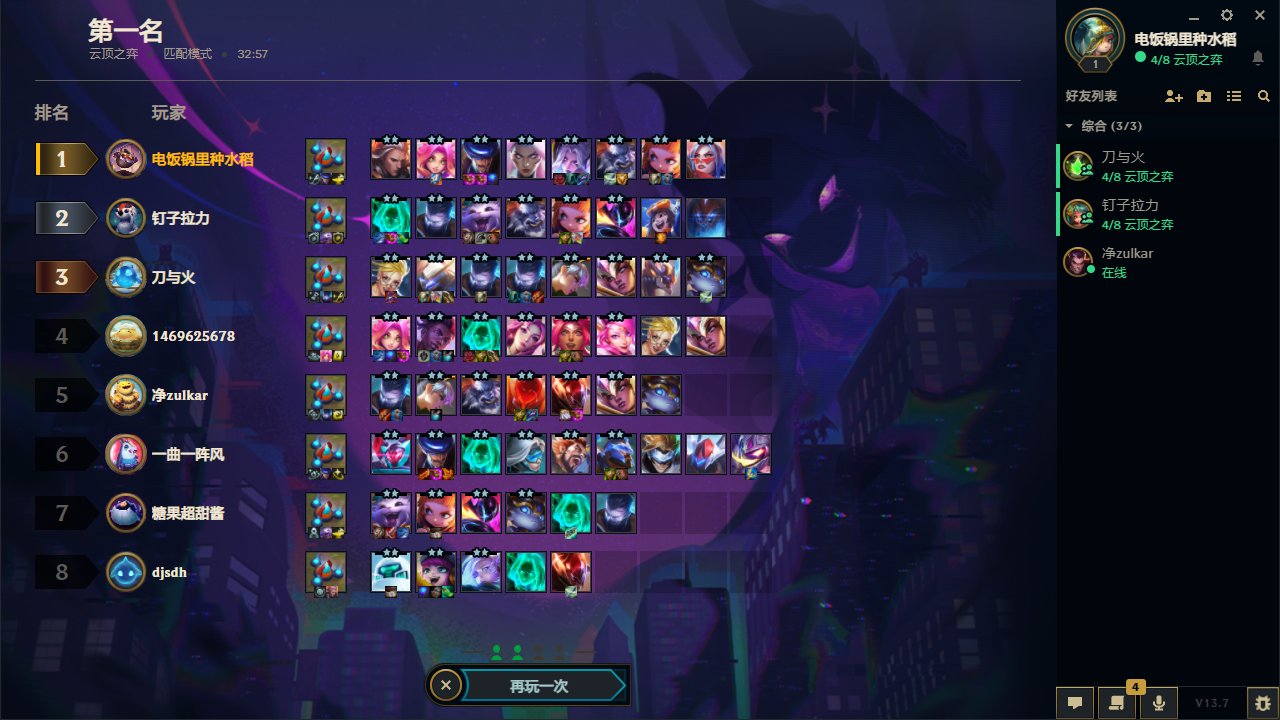 第一名
云顶之弈 • 匹配模式 • 32:57
排名 玩家
1 电饭锅里种水稻
2 钉子拉力
3 刀与火
4 1469625678
5 净zulkar
6 一曲一阵风
7 糖果超甜酱
8 djsdh
再玩一次
电饭锅里种水稻
4/8 云顶之弈
1
好友列表
综合 (3/3)
刀与火
4/8 云顶之弈
钉子拉力
4/8 云顶之弈
净zulkar
在线
4
V13.7